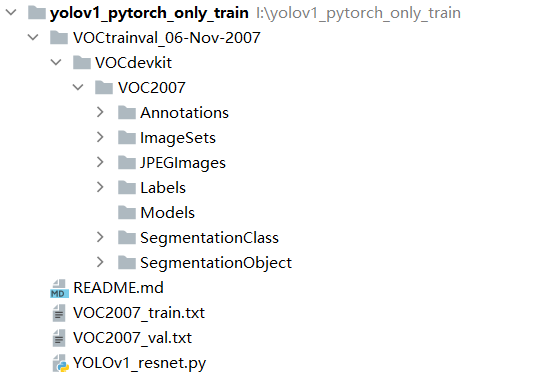 yolov1_pytorch_only_train I:\yolov1_pytorch_only_train
VOCtrainval_06-Nov-2007
VOCdevkit
VOC2007
Annotations
ImageSets
JPEGImages
Labels
Models
SegmentationClass
SegmentationObject
MD README.md
VOC2007_train.txt
VOC2007_val.txt
YOLOv1_resnet.py